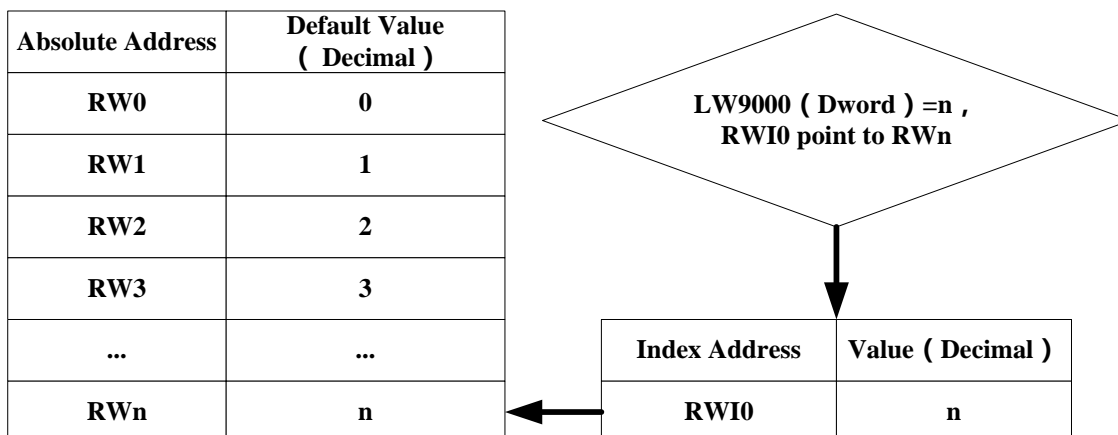 Absolute Address Default Value
( Decimal )
RW0 0
RW1 1
RW2 2
RW3 3
... ...
RWn n
LW9000 ( Dword ) =n ,
RWI0 point to RWn
Index Address Value ( Decimal )
RWI0 n